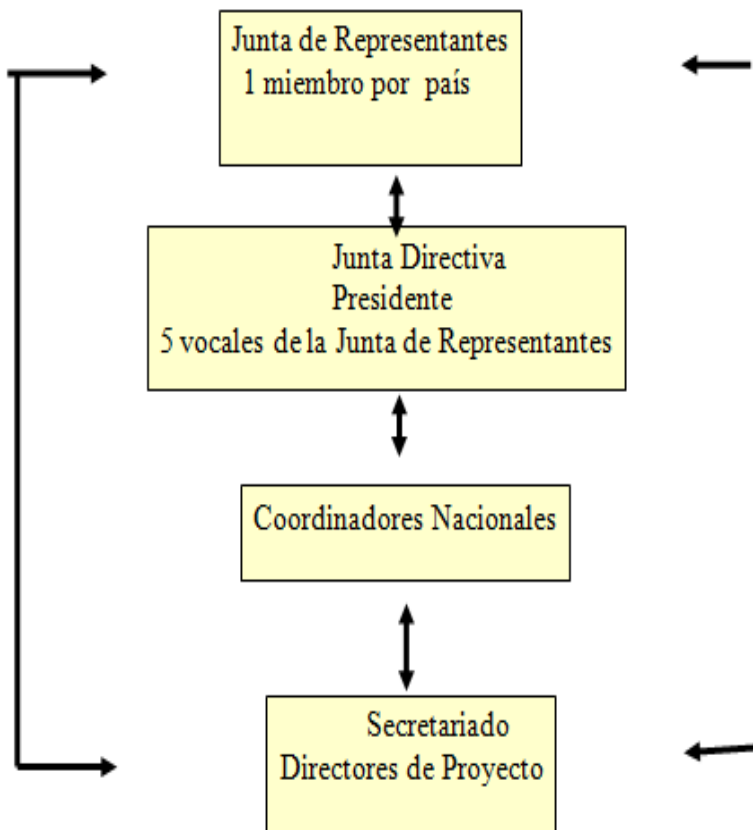 Junta de Representantes
1 miembro por país
Junta Directiva
Presidente
5 vocales de la Junta de Representantes
Coordinadores Nacionales
Secretariado
Directores de Proyecto